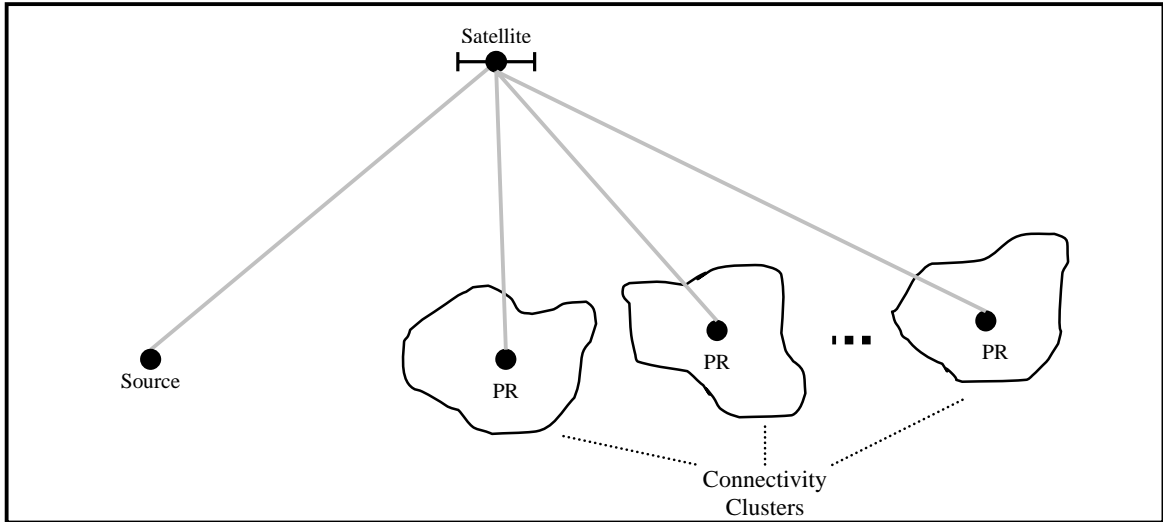 Satellite
Source
PR
PR
PR
Connectivity
Clusters